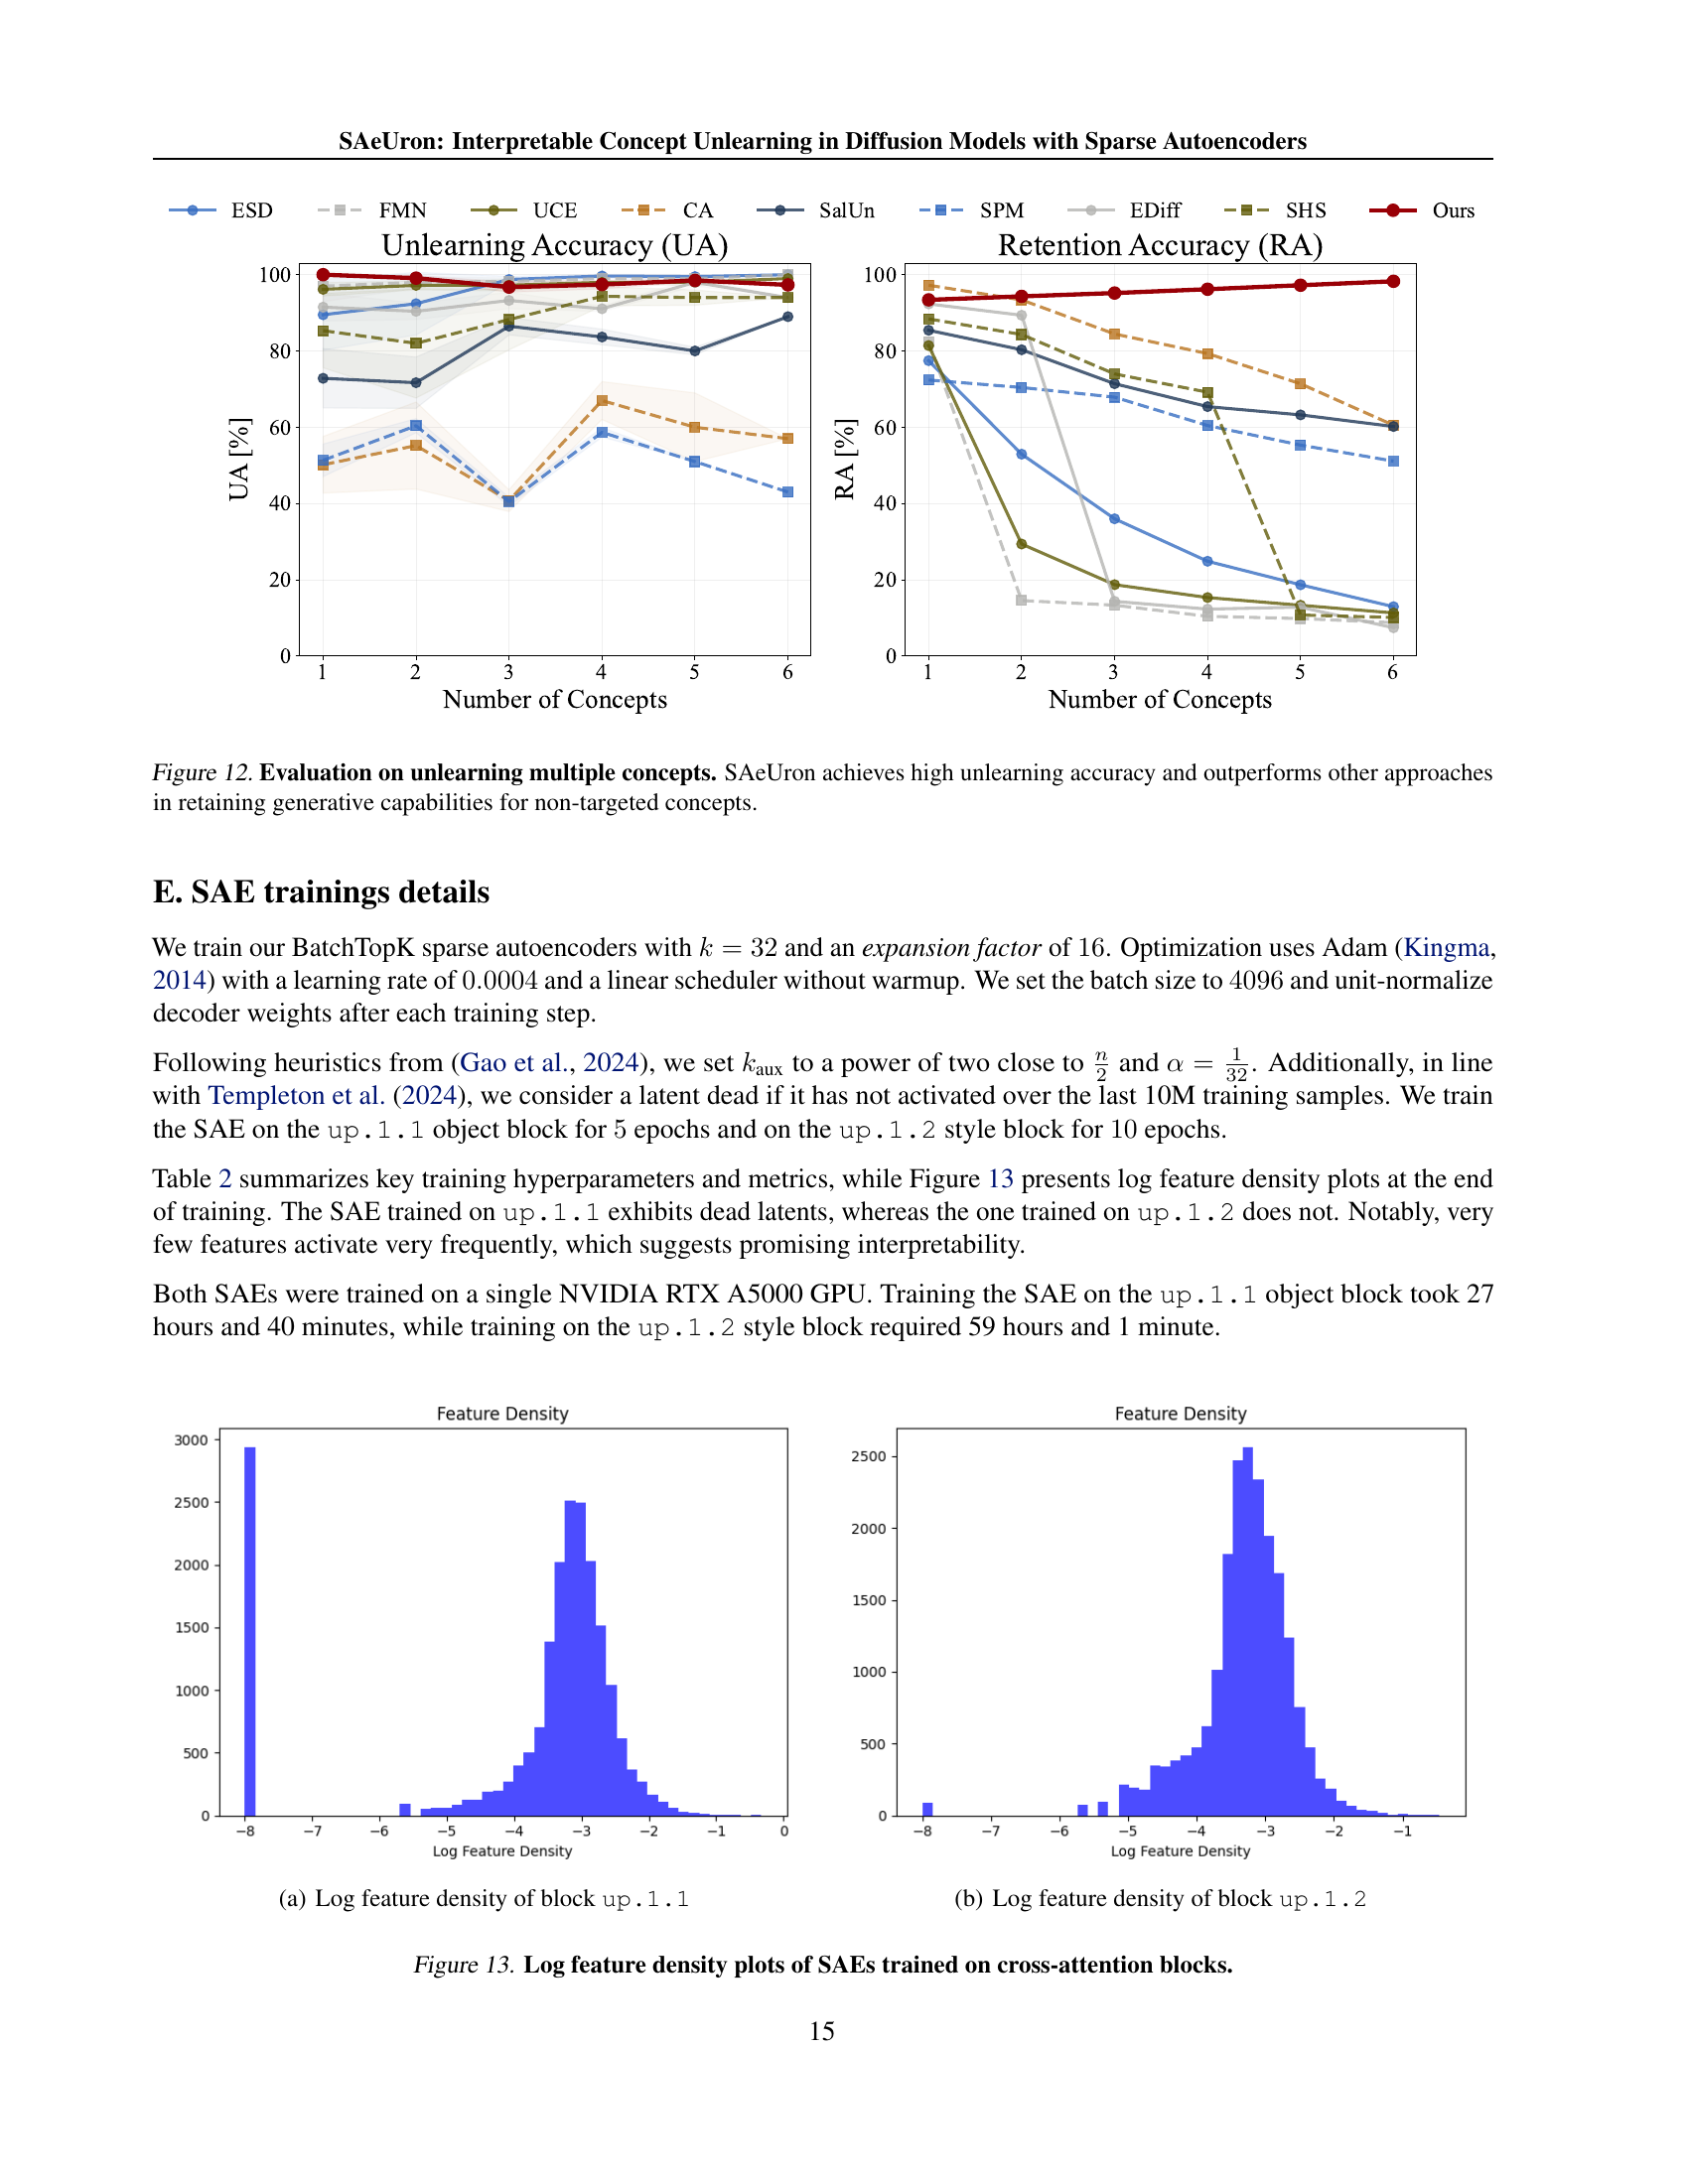 SAeUron: Interpretable Concept Unlearning in Diffusion Models with Sparse Autoencoders
ESD FMN UCE CA SalUn SPM EDiff SHS Ours
Unlearning Accuracy (UA)
100
80
60
40
20
0
UA [%]
1 2 3 4 5 6
Number of Concepts
Retention Accuracy (RA)
100
80
60
40
20
0
RA [%]
1 2 3 4 5 6
Number of Concepts
Figure 12. Evaluation on unlearning multiple concepts. SAeUron achieves high unlearning accuracy and outperforms other approaches
in retaining generative capabilities for non-targeted concepts.
E. SAE trainings details
We train our BatchTopK sparse autoencoders with k = 32 and an expansion factor of 16. Optimization uses Adam (Kingma,
2014) with a learning rate of 0.0004 and a linear scheduler without warmup. We set the batch size to 4096 and unit-normalize
decoder weights after each training step.
Following heuristics from (Gao et al., 2024), we set k_aux to a power of two close to n/2 and α = 1/32. Additionally, in line
with Templeton et al. (2024), we consider a latent dead if it has not activated over the last 10M training samples. We train
the SAE on the up.1.1 object block for 5 epochs and on the up.1.2 style block for 10 epochs.
Table 2 summarizes key training hyperparameters and metrics, while Figure 13 presents log feature density plots at the end
of training. The SAE trained on up.1.1 exhibits dead latents, whereas the one trained on up.1.2 does not. Notably, very
few features activate very frequently, which suggests promising interpretability.
Both SAEs were trained on a single NVIDIA RTX A5000 GPU. Training the SAE on the up.1.1 object block took 27
hours and 40 minutes, while training on the up.1.2 style block required 59 hours and 1 minute.
Feature Density
3000
2500
2000
1500
1000
500
0
−8 −7 −6 −5 −4 −3 −2 −1 0
Log Feature Density
(a) Log feature density of block up.1.1
Feature Density
2500
2000
1500
1000
500
0
−8 −7 −6 −5 −4 −3 −2 −1
Log Feature Density
(b) Log feature density of block up.1.2
Figure 13. Log feature density plots of SAEs trained on cross-attention blocks.
15